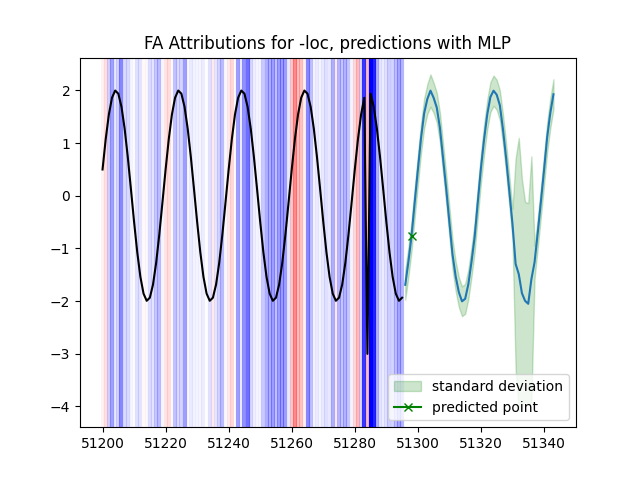 FA Attributions for -loc, predictions with MLP
2
1
0
−1
−2
−3
−4
standard deviation
predicted point
51200 51220 51240 51260 51280 51300 51320 51340